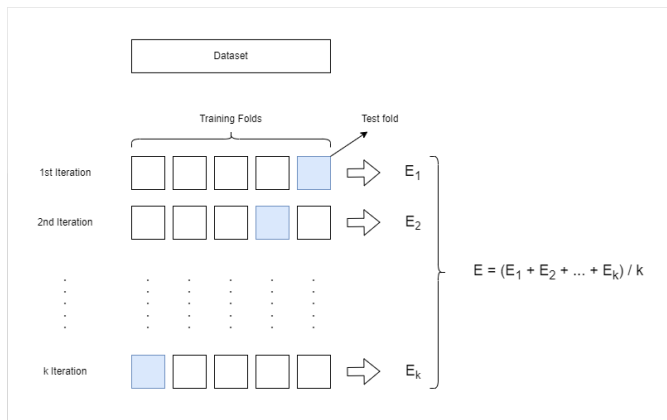 Dataset
Training Folds
Test fold
1st Iteration
E₁
2nd Iteration
E₂
E = (E₁ + E₂ + ... + Eₖ) / k
k Iteration
Eₖ